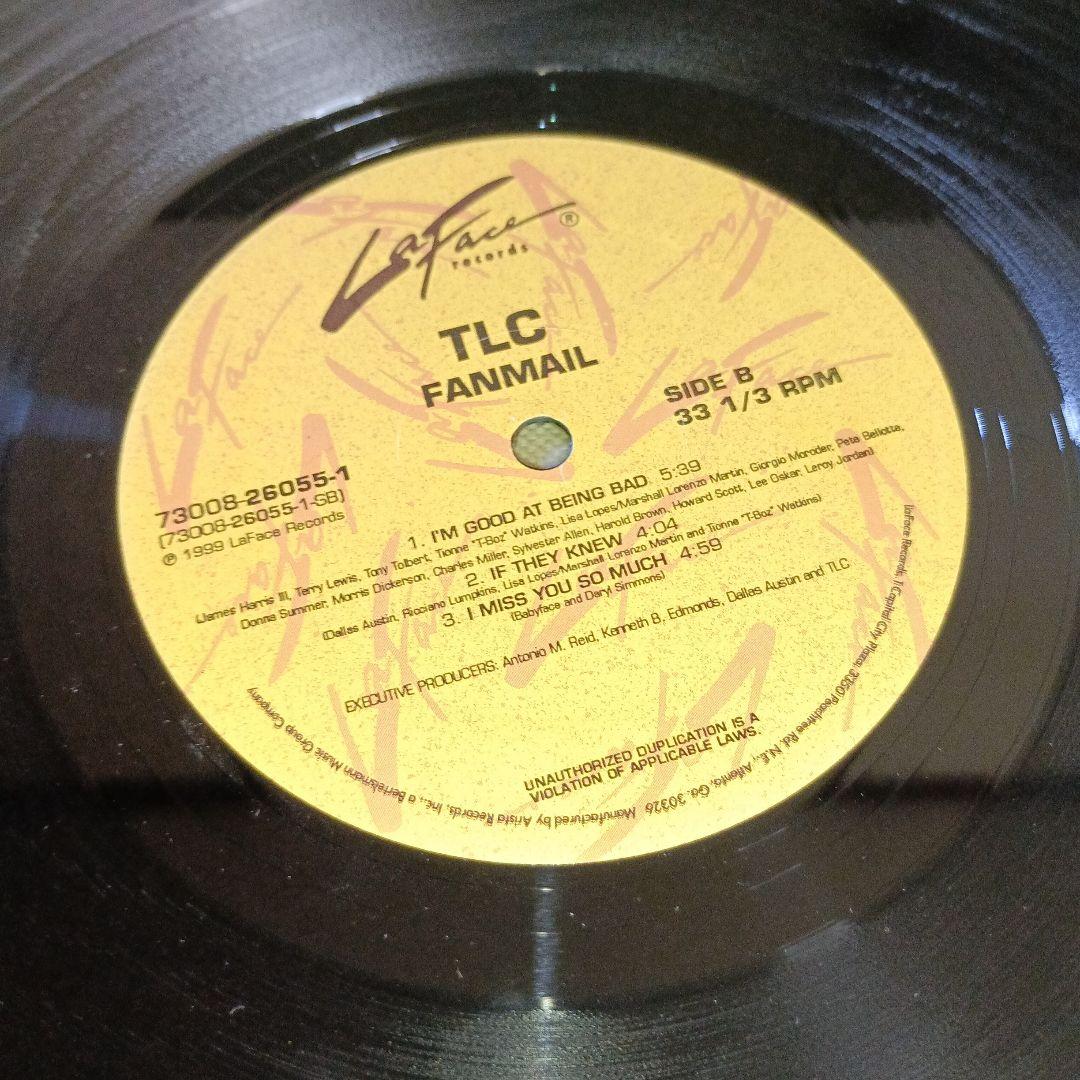 LaFace®
records
TLC
FANMAIL
SIDE B
33 1/3 RPM
73008-26055-1
(73008-26055-1-SB)
℗ 1999 LaFace Records
1. I'M GOOD AT BEING BAD 5:39
(James Harris III, Terry Lewis, Tony Tolbert, Tionne "T-Boz" Watkins, Lisa Lopes/Marshall Lorenzo Martin, Giorgio Moroder, Pete Bellotte,
Donna Summer, Morris Dickerson, Charles Miller, Sylvester Allen, Harold Brown, Howard Scott, Lee Oskar, Leroy Jordan)
2. IF THEY KNEW 4:04
(Dallas Austin, Ricciano Lumpkins, Lisa Lopes/Marshall Lorenzo Martin and Tionne "T-Boz" Watkins)
3. I MISS YOU SO MUCH 4:59
(Babyface and Daryl Simmons)
EXECUTIVE PRODUCERS: Antonio M. Reid, Kenneth B. Edmonds, Dallas Austin and TLC
UNAUTHORIZED DUPLICATION IS A
VIOLATION OF APPLICABLE LAWS.
LaFace Records, 1 Capital City Plaza, 3350 Peachtree Rd. N.E., Atlanta, Ga. 30326 Manufactured by Arista Records, Inc., a Bertelsmann Music Group Company